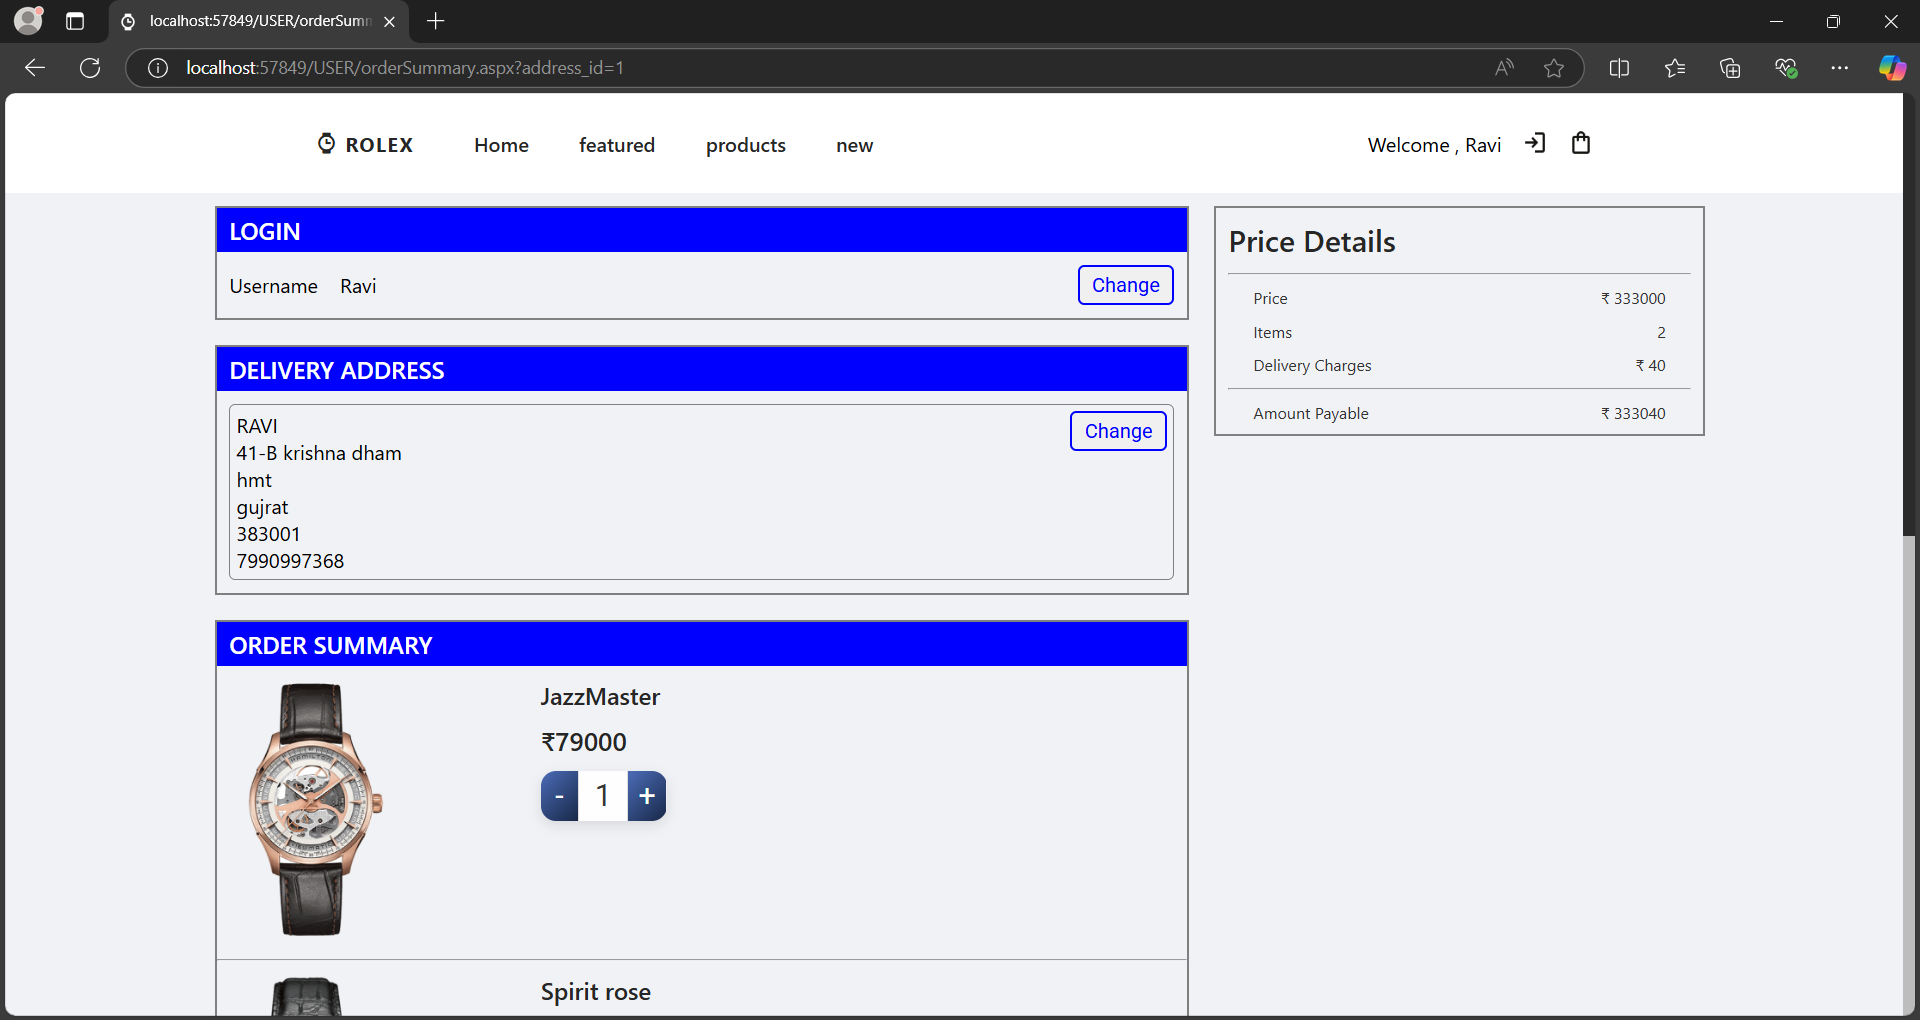 localhost:57849/USER/orderSumm
localhost:57849/USER/orderSummary.aspx?address_id=1
ROLEX
Home
featured
products
new
Welcome , Ravi
LOGIN
Username Ravi
Change
DELIVERY ADDRESS
RAVI
Change
41-B krishna dham
hmt
gujrat
383001
7990997368
ORDER SUMMARY
JazzMaster
₹79000
- 1 +
Spirit rose
Price Details
Price ₹ 333000
Items 2
Delivery Charges ₹ 40
Amount Payable ₹ 333040